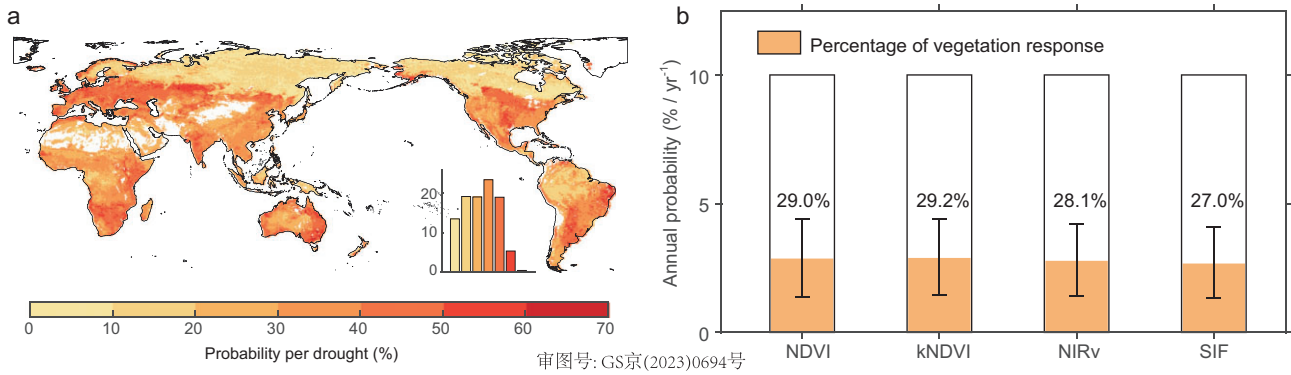 a
20
10
0
0 10 20 30 40 50 60 70
Probability per drought (%)
审图号: GS京(2023)0694号
b
Percentage of vegetation response
Annual probability (% / yr⁻¹)
10
5
0
29.0% 29.2% 28.1% 27.0%
NDVI kNDVI NIRv SIF